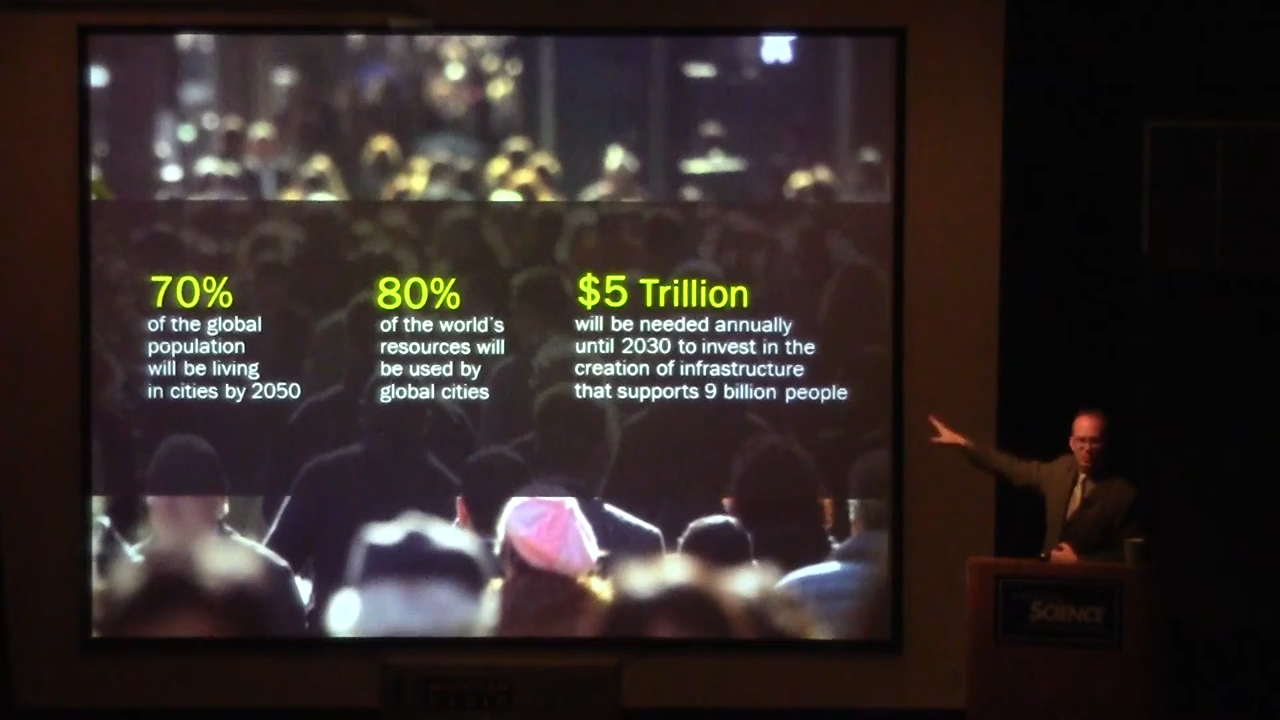 70%
of the global
population
will be living
in cities by 2050
80%
of the world's
resources will
be used by
global cities
$5 Trillion
will be needed annually
until 2030 to invest in the
creation of infrastructure
that supports 9 billion people
SCIENCE